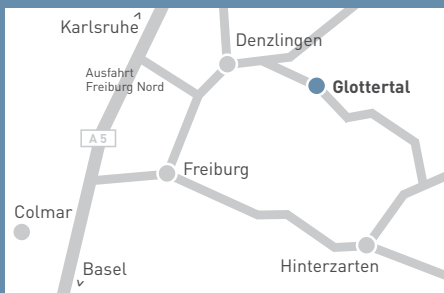 Karlsruhe
Denzlingen
Ausfahrt
Freiburg Nord
Glottertal
A 5
Freiburg
Colmar
Basel
Hinterzarten